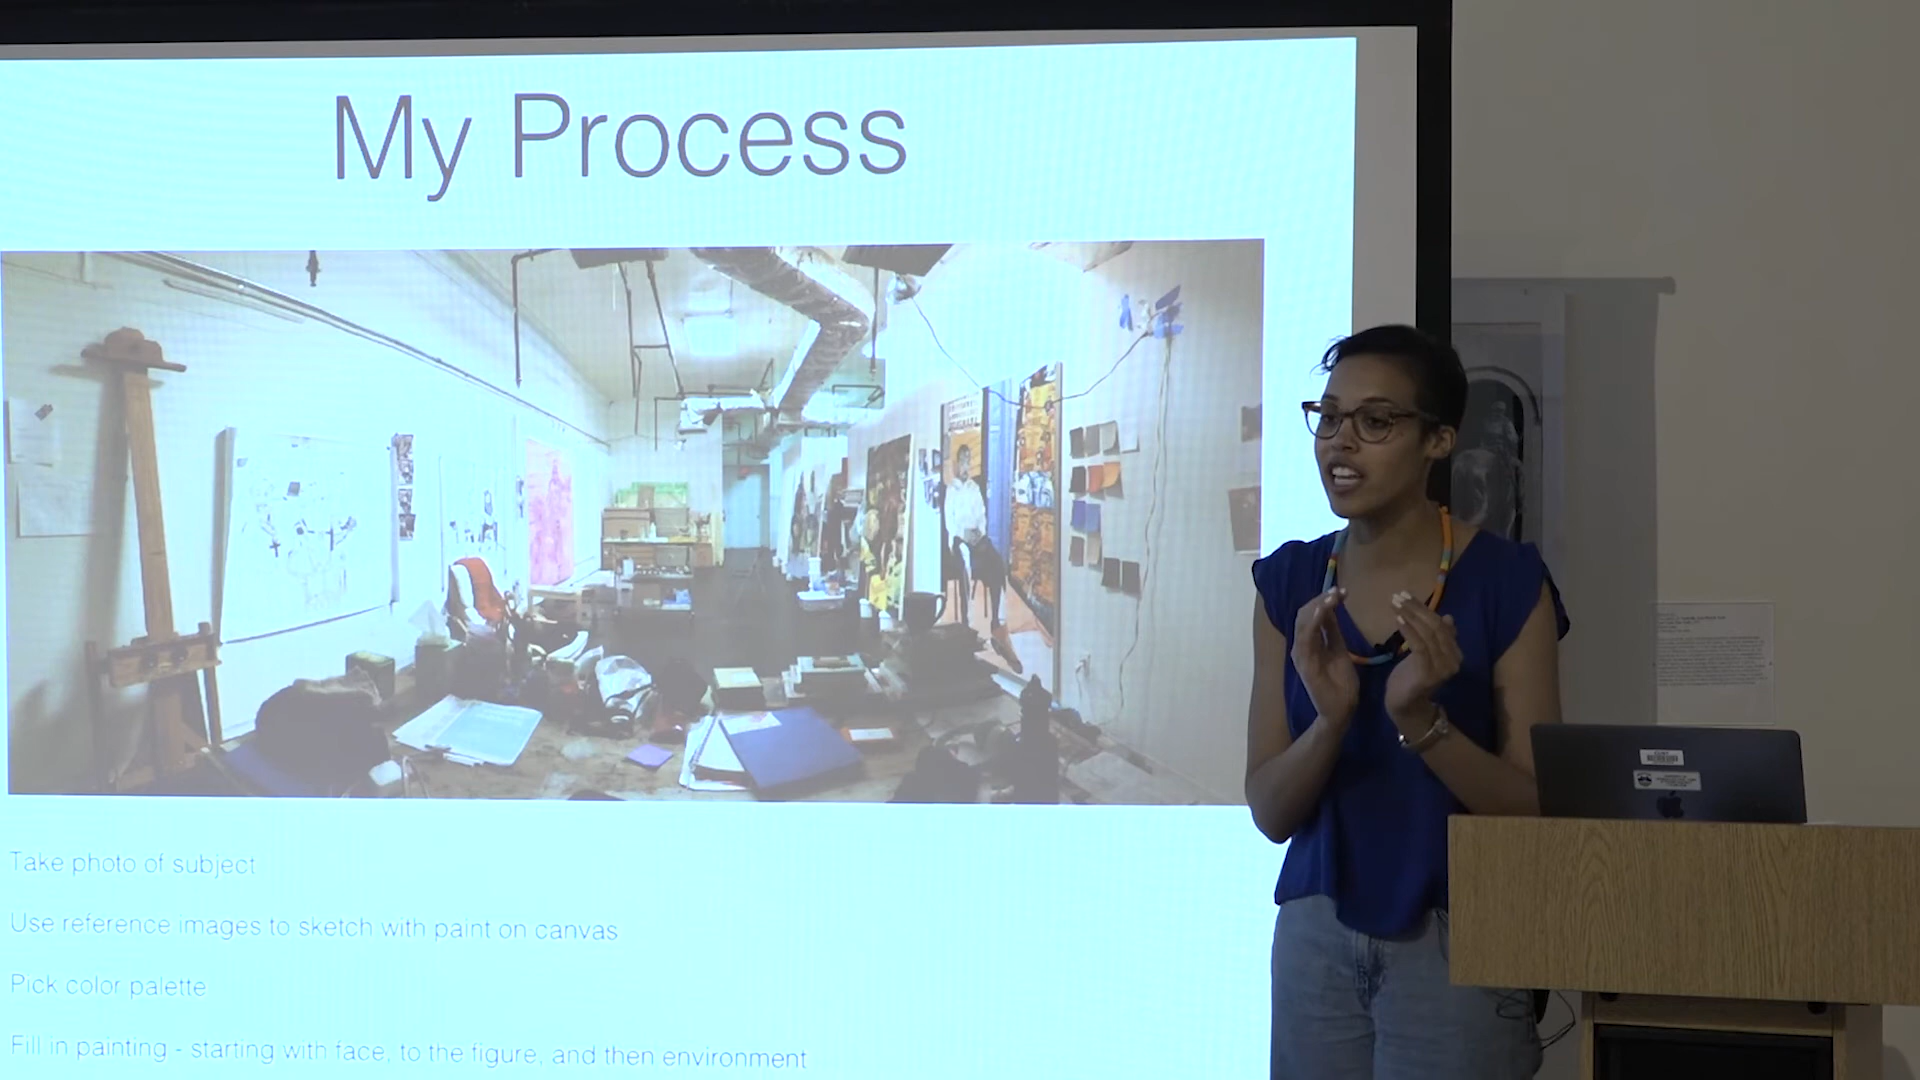 My Process
Take photo of subject
Use reference images to sketch with paint on canvas
Pick color palette
Fill in painting - starting with face, to the figure, and then environment